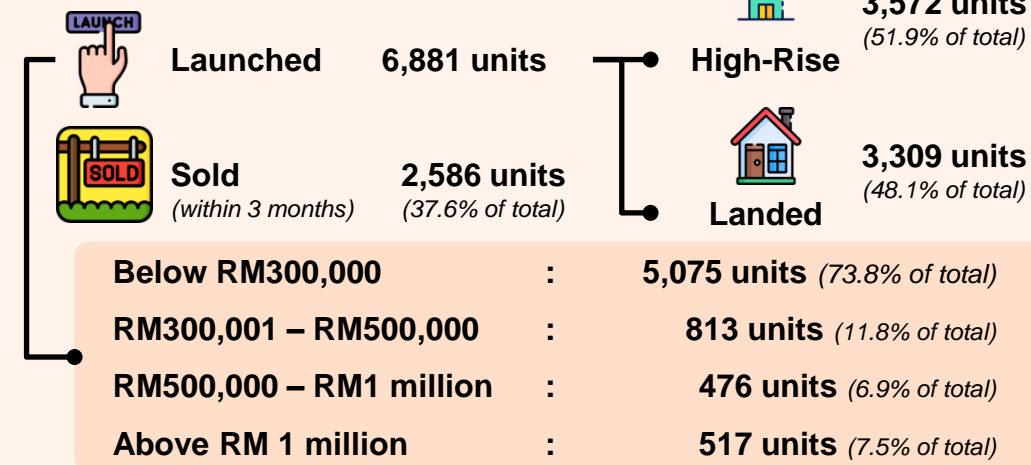 LAUNCH
Launched 6,881 units
High-Rise
3,572 units
(51.9% of total)
SOLD
Sold 2,586 units
(within 3 months) (37.6% of total)
Landed
3,309 units
(48.1% of total)
Below RM300,000 : 5,075 units (73.8% of total)
RM300,001 – RM500,000 : 813 units (11.8% of total)
RM500,000 – RM1 million : 476 units (6.9% of total)
Above RM 1 million : 517 units (7.5% of total)